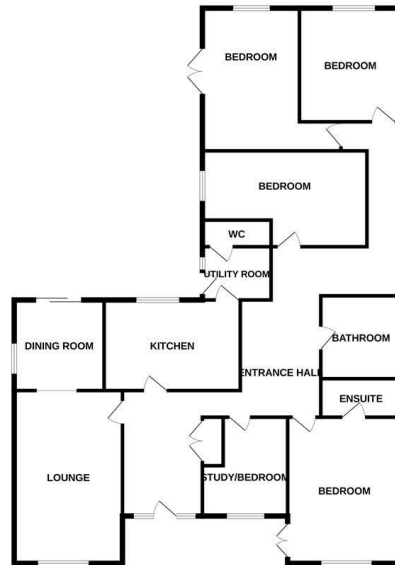 BEDROOM
BEDROOM
BEDROOM
WC
UTILITY ROOM
DINING ROOM
KITCHEN
BATHROOM
ENTRANCE HALL
ENSUITE
LOUNGE
STUDY/BEDROOM
BEDROOM